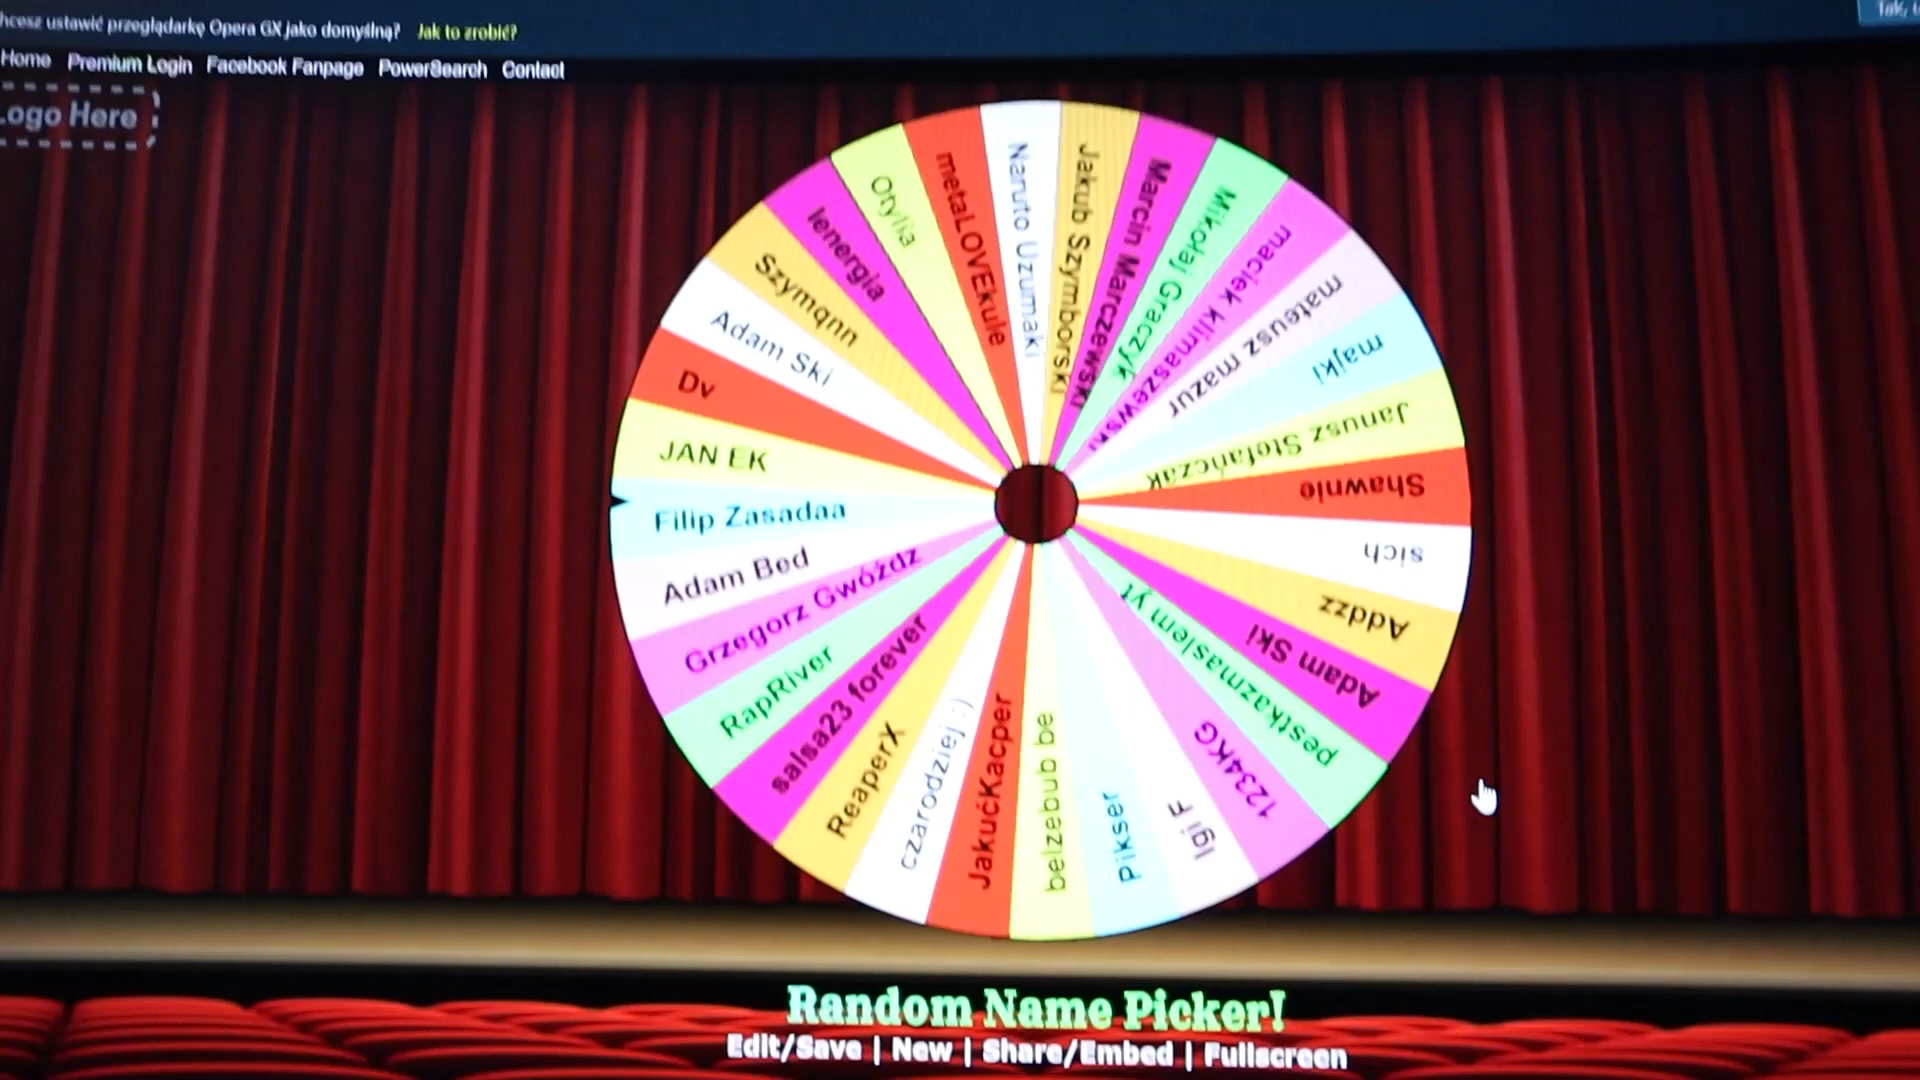 hcesz ustawić przeglądarkę Opera GX jako domyślną? Jak to zrobić?
Tak, u
Home Premium Login Facebook Fanpage PowerSearch Contact
Logo Here
Naruto Uzumaki
Jakub Szymborski
Marcin Marczewski
Mikołaj Graczyk
maciek klimaszewski
mateusz mazur
majki
Janusz Stefańczak
Shawnie
sich
Addzz
Adam Ski
pestkazmaslem yt
1234KG
Igi F
Pikser
belzebub be
JakućKacper
czarodziej :)
ReaperX
salsa23 forever
RapRiver
Grzegorz Gwóźdz
Adam Bed
Filip Zasadaa
JAN EK
Dv
Adam Ski
Szymqnn
Ienergia
Otylia
metaLOVEkule
Random Name Picker!
Edit/Save | New | Share/Embed | Fullscreen